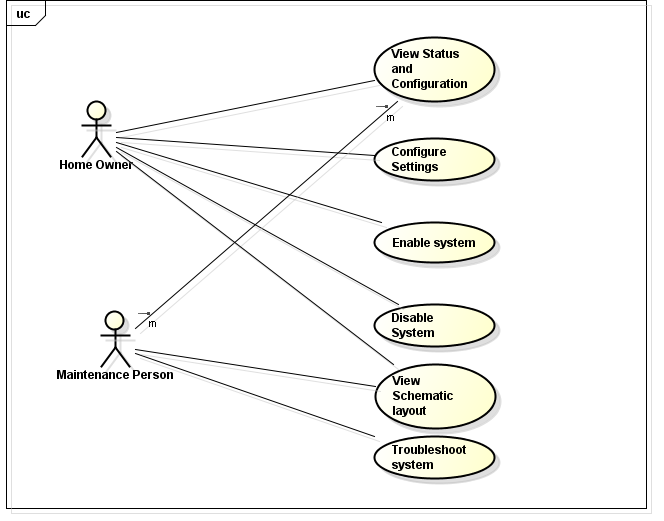 uc
View Status
and
Configuration
m
Home Owner
Configure
Settings
Enable system
Disable
System
m
Maintenance Person
View
Schematic
layout
Troubleshoot
system